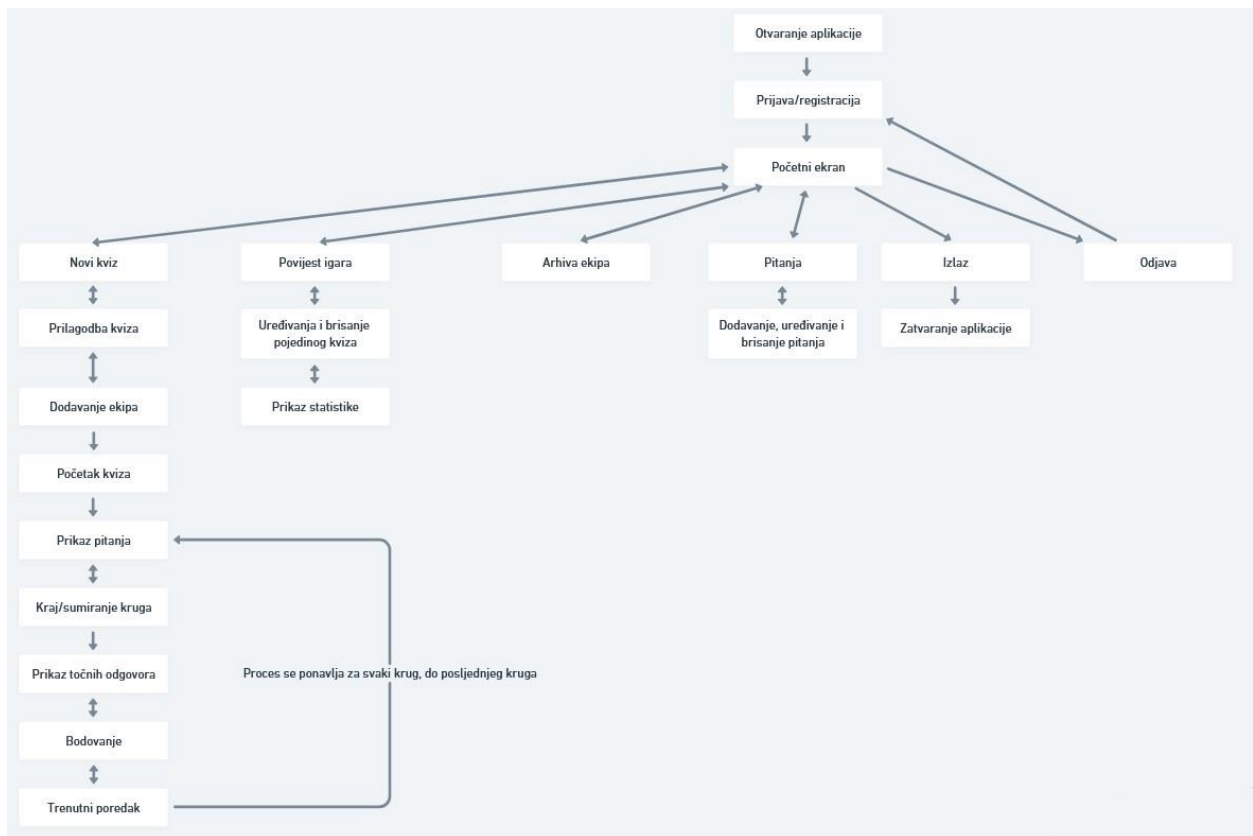 Otvaranje aplikacije
Prijava/registracija
Početni ekran
Novi kviz
Povijest igara
Arhiva ekipa
Pitanja
Izlaz
Odjava
Prilagodba kviza
Uređivanja i brisanje
pojedinog kviza
Dodavanje, uređivanje i
brisanje pitanja
Zatvaranje aplikacije
Dodavanje ekipa
Prikaz statistike
Početak kviza
Prikaz pitanja
Kraj/sumiranje kruga
Prikaz točnih odgovora
Proces se ponavlja za svaki krug, do posljednjeg kruga
Bodovanje
Trenutni poredak